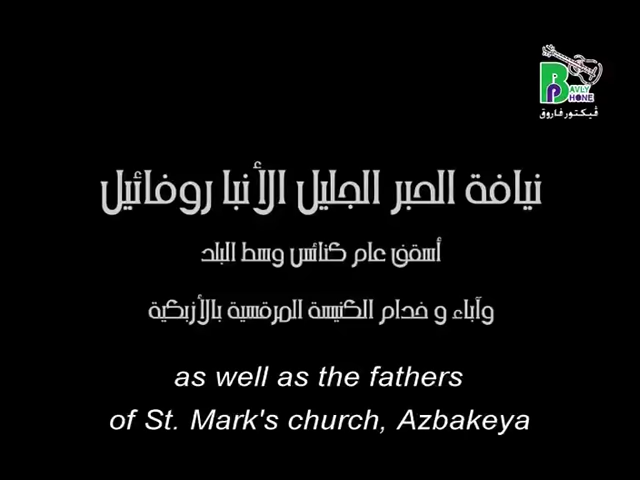 BAVLY
PHONE
ڤيكتور فاروق
نيافة الحبر الجليل الأنبا روفائيل
أسقف عام كنائس وسط البلد
وآباء و خدام الكنيسة المرقسية بالأزبكية
as well as the fathers
of St. Mark's church, Azbakeya